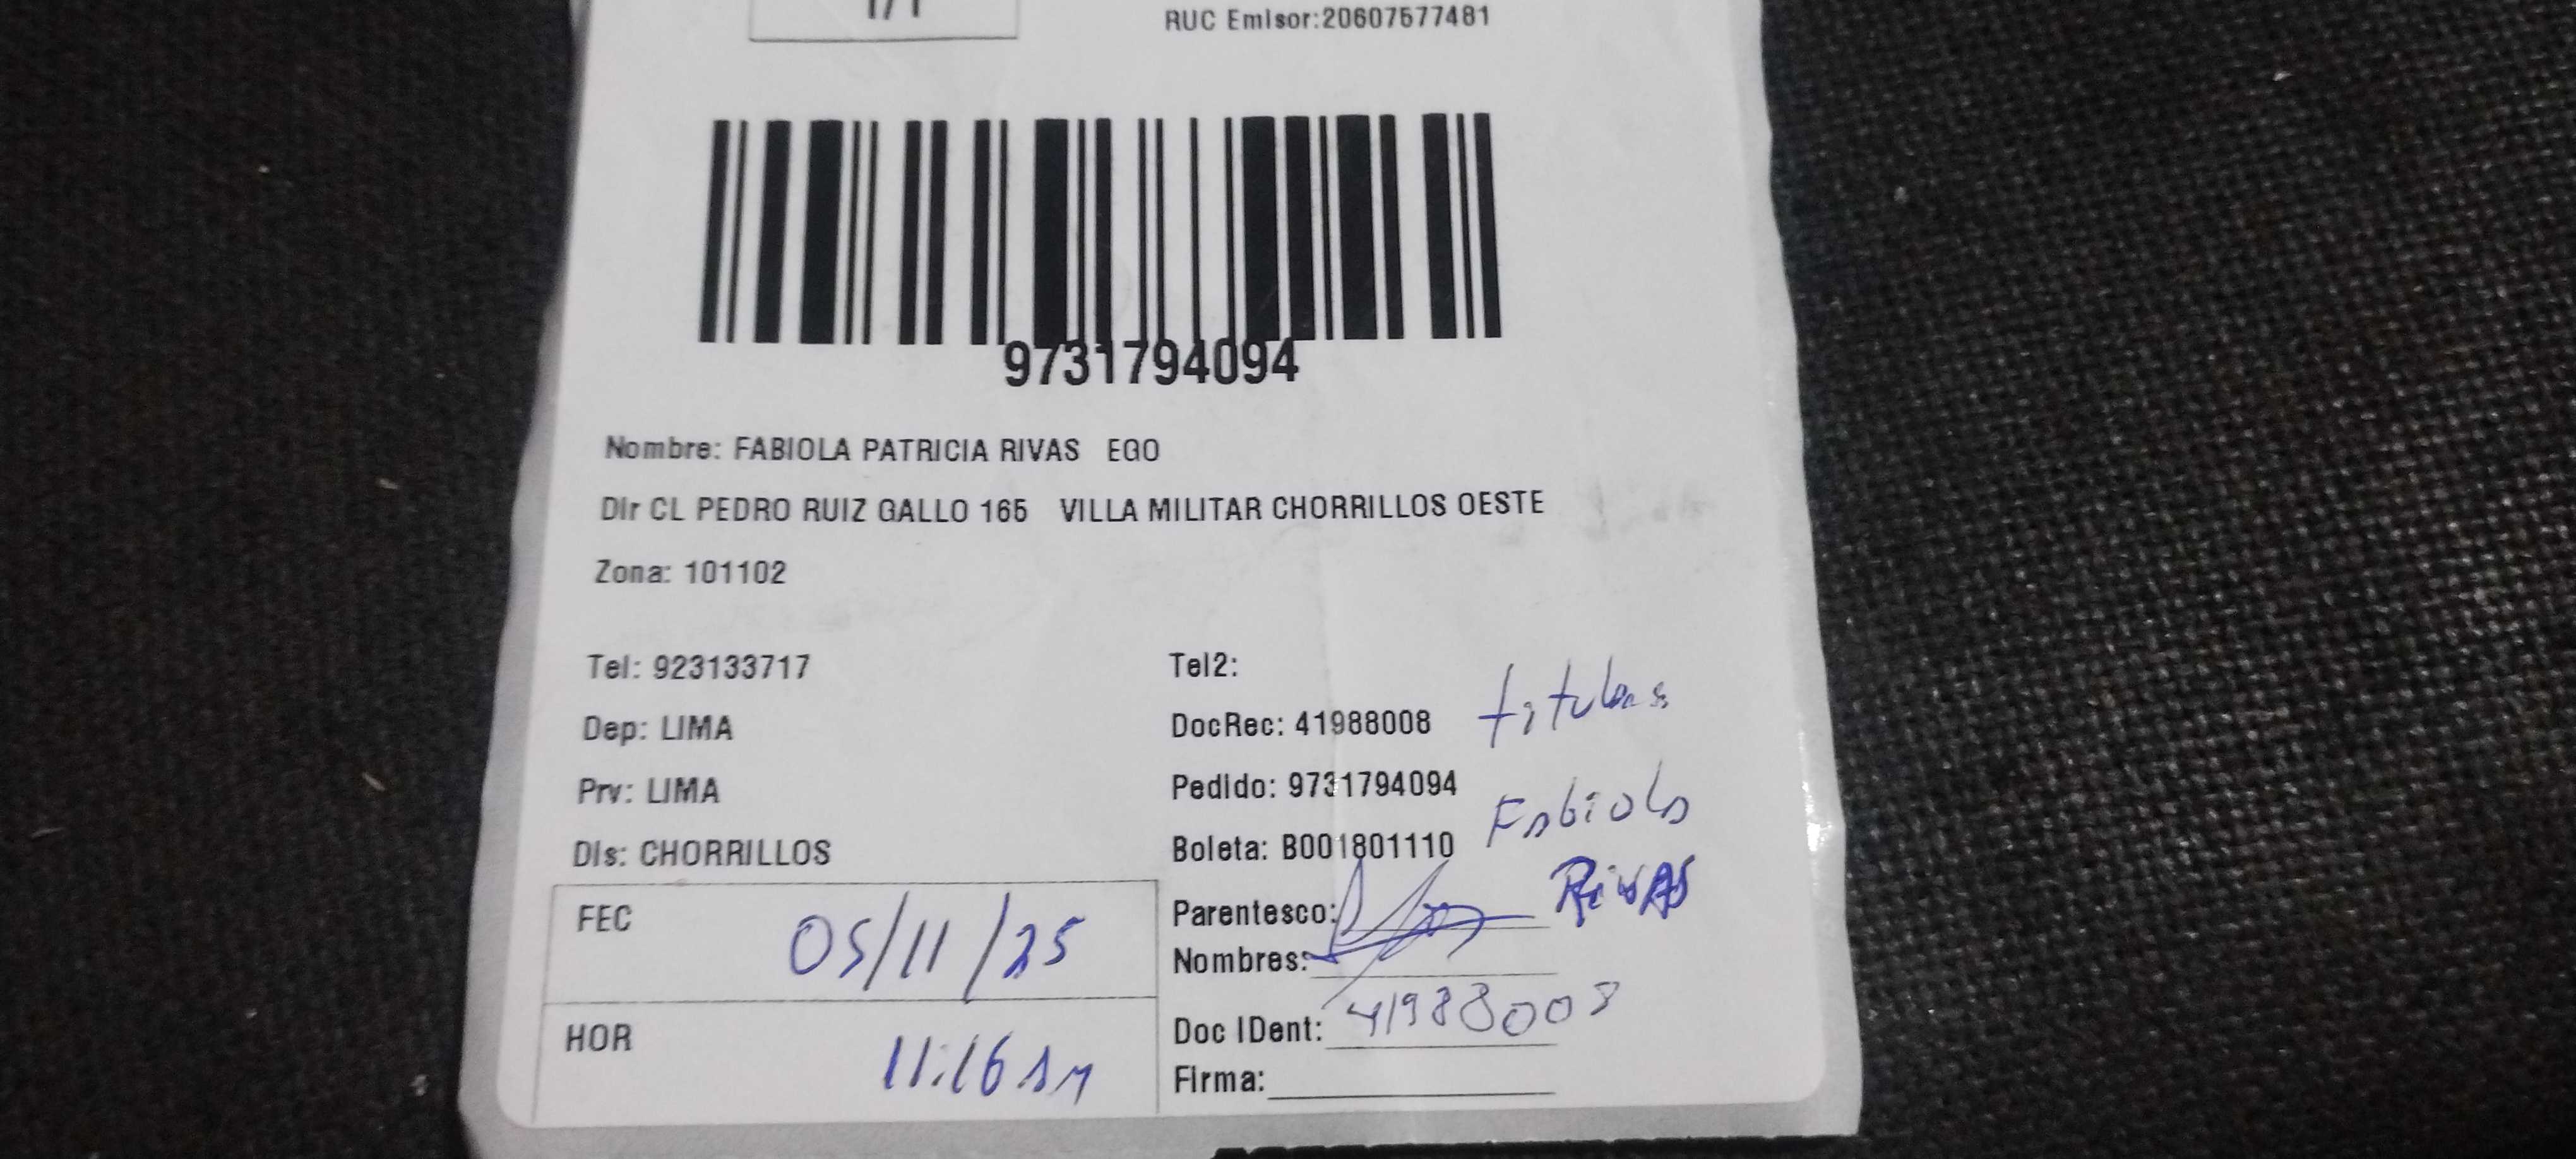 1/1
RUC Emisor:20607577481
9731794094
Nombre: FABIOLA PATRICIA RIVAS EGO
Dir CL PEDRO RUIZ GALLO 165 VILLA MILITAR CHORRILLOS OESTE
Zona: 101102
Tel: 923133717
Tel2:
Dep: LIMA
DocRec: 41988008
Prv: LIMA
Pedido: 9731794094
Fabiola
Dis: CHORRILLOS
Boleta: B001801110
FEC 05/11/25
Parentesco: RivAS
Nombres:
HOR 11:16 AM
Doc IDent: 41988008
Firma: